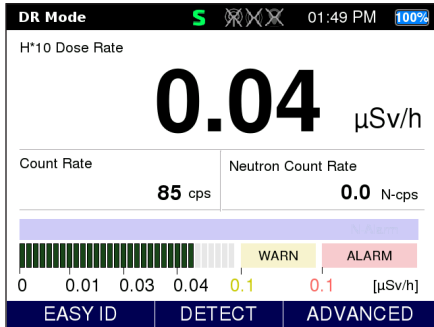 DR Mode S 01:49 PM 100%
H*10 Dose Rate
0.04 µSv/h
Count Rate Neutron Count Rate
85 cps 0.0 N-cps
N-Alarm
WARN ALARM
0 0.01 0.03 0.04 0.1 0.1 [µSv/h]
EASY ID DETECT ADVANCED